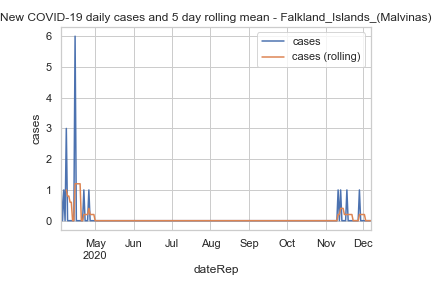 New COVID-19 daily cases and 5 day rolling mean - Falkland_Islands_(Malvinas)
cases
cases (rolling)
6
5
4
3
2
1
0
cases
May Jun Jul Aug Sep Oct Nov Dec
2020
dateRep